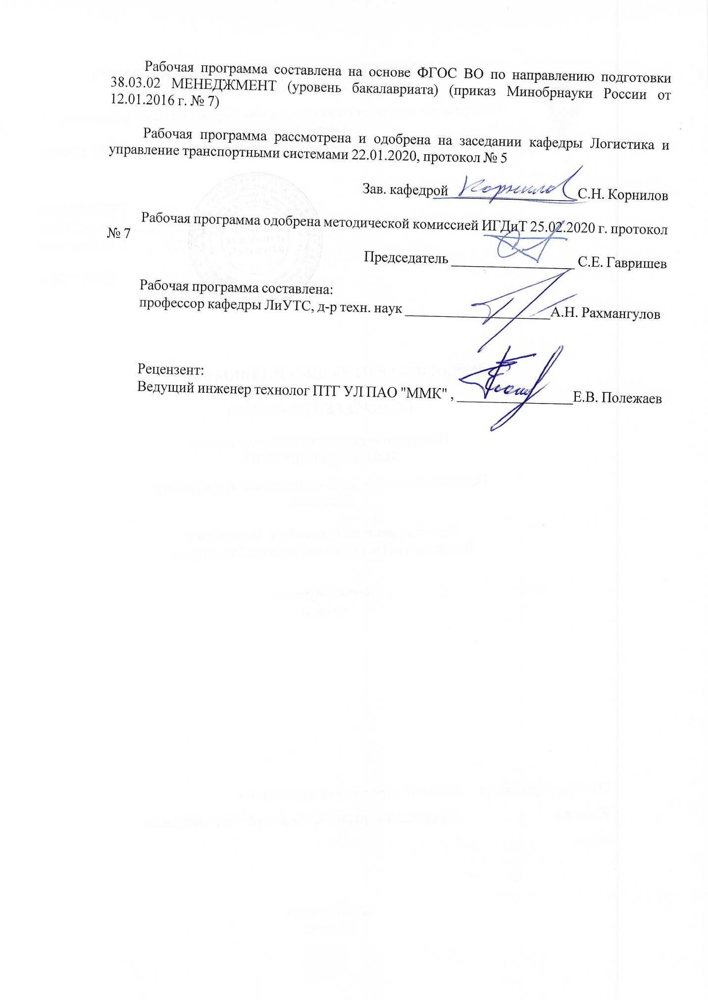 Рабочая программа составлена на основе ФГОС ВО по направлению подготовки
38.03.02 МЕНЕДЖМЕНТ (уровень бакалавриата) (приказ Минобрнауки России от
12.01.2016 г. № 7)
Рабочая программа рассмотрена и одобрена на заседании кафедры Логистика и
управление транспортными системами 22.01.2020, протокол № 5
Зав. кафедрой Корнилов С.Н. Корнилов
Рабочая программа одобрена методической комиссией ИГДиТ 25.02.2020 г. протокол
№ 7
Председатель С.Е. Гавришев
Рабочая программа составлена:
профессор кафедры ЛиУТС, д-р техн. наук А.Н. Рахмангулов
Рецензент:
Ведущий инженер технолог ПТГ УЛ ПАО "ММК" , Е.В. Полежаев